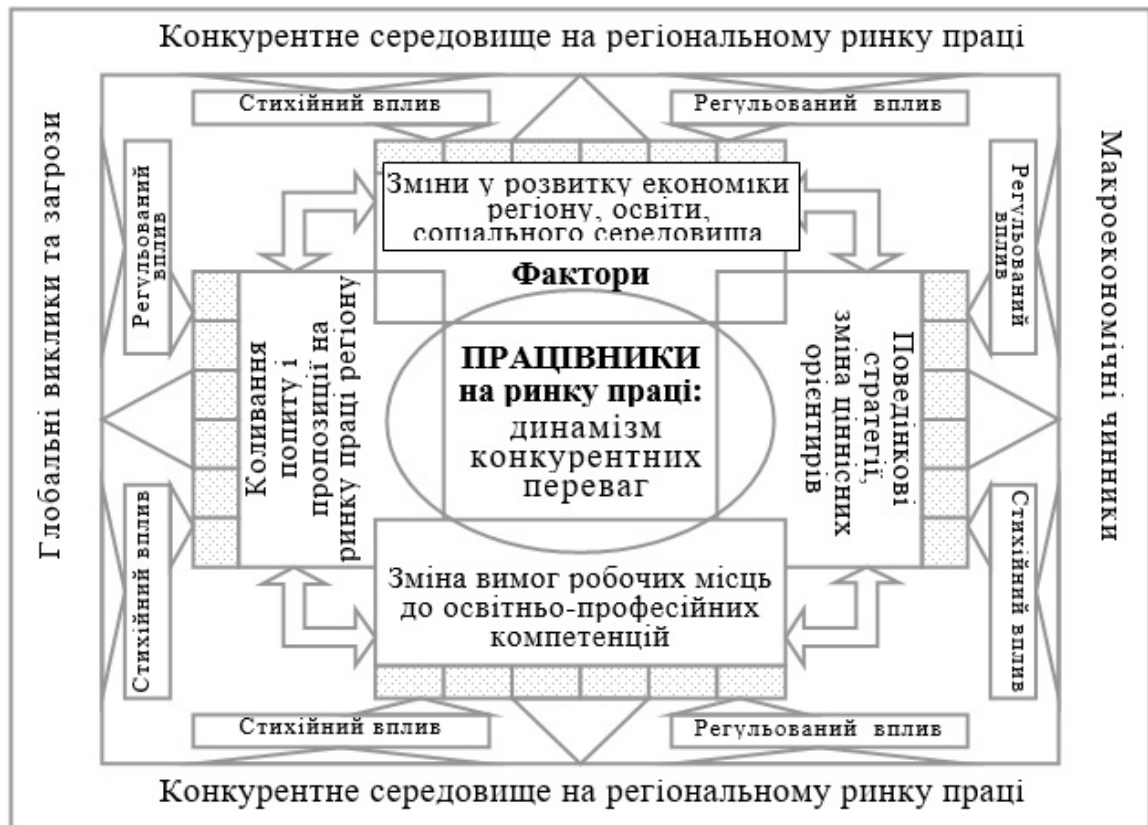 Конкурентне середовище на регіональному ринку праці
Стихійний вплив
Регульований вплив
Глобальні виклики та загрози
Регульований
вплив
Зміни у розвитку економіки
регіону, освіти,
соціального середовища
Регульований
вплив
Макроекономічні чинники
Фактори
Коливання
попиту і
пропозиції на
ринку праці регіону
ПРАЦІВНИКИ
на ринку праці:
динамізм
конкурентних
переваг
Поведінкові
стратегії,
зміна ціннісних
орієнтирів
Стихійний вплив
Зміна вимог робочих місць
до освітньо-професійних
компетенцій
Стихійний вплив
Стихійний вплив
Регульований вплив
Конкурентне середовище на регіональному ринку праці